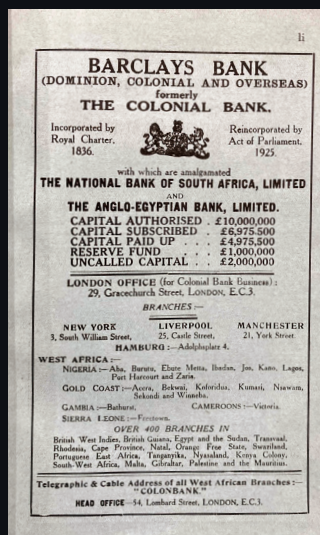 li
BARCLAYS BANK
(DOMINION, COLONIAL AND OVERSEAS)
formerly
THE COLONIAL BANK.
Incorporated by Royal Charter, 1836.
Reincorporated by Act of Parliament, 1925.
with which are amalgamated
THE NATIONAL BANK OF SOUTH AFRICA, LIMITED
AND
THE ANGLO-EGYPTIAN BANK, LIMITED.
CAPITAL AUTHORISED . £10,000,000
CAPITAL SUBSCRIBED . £6,975,500
CAPITAL PAID UP . . . £4,975,500
RESERVE FUND . . . £1,000,000
UNCALLED CAPITAL . . £2,000,000
LONDON OFFICE (for Colonial Bank Business):
29, Gracechurch Street, LONDON, E.C.3.
BRANCHES:—
NEW YORK
3, South William Street,
LIVERPOOL
25, Castle Street,
MANCHESTER
21, York Street.
HAMBURG:—Adolphsplatz 4.
WEST AFRICA:—
NIGERIA:—Aba, Burutu, Ebute Metta, Ibadan, Jos, Kano, Lagos,
Port Harcourt and Zaria.
GOLD COAST:—Accra, Bekwai, Koforidua, Kumasi, Nsawam,
Sekondi and Winneba.
GAMBIA:—Bathurst. CAMEROONS:—Victoria.
SIERRA LEONE:—Freetown.
OVER 400 BRANCHES IN
British West Indies, British Guiana, Egypt and the Sudan, Transvaal,
Rhodesia, Cape Province, Natal, Orange Free State, Swaziland,
Portuguese East Africa, Tanganyika, Nyasaland, Kenya Colony,
South-West Africa, Malta, Gibraltar, Palestine and the Mauritius.
Telegraphic & Cable Address of all West African Branches:—
"COLONBANK"
HEAD OFFICE—54, Lombard Street, LONDON, E.C.3.